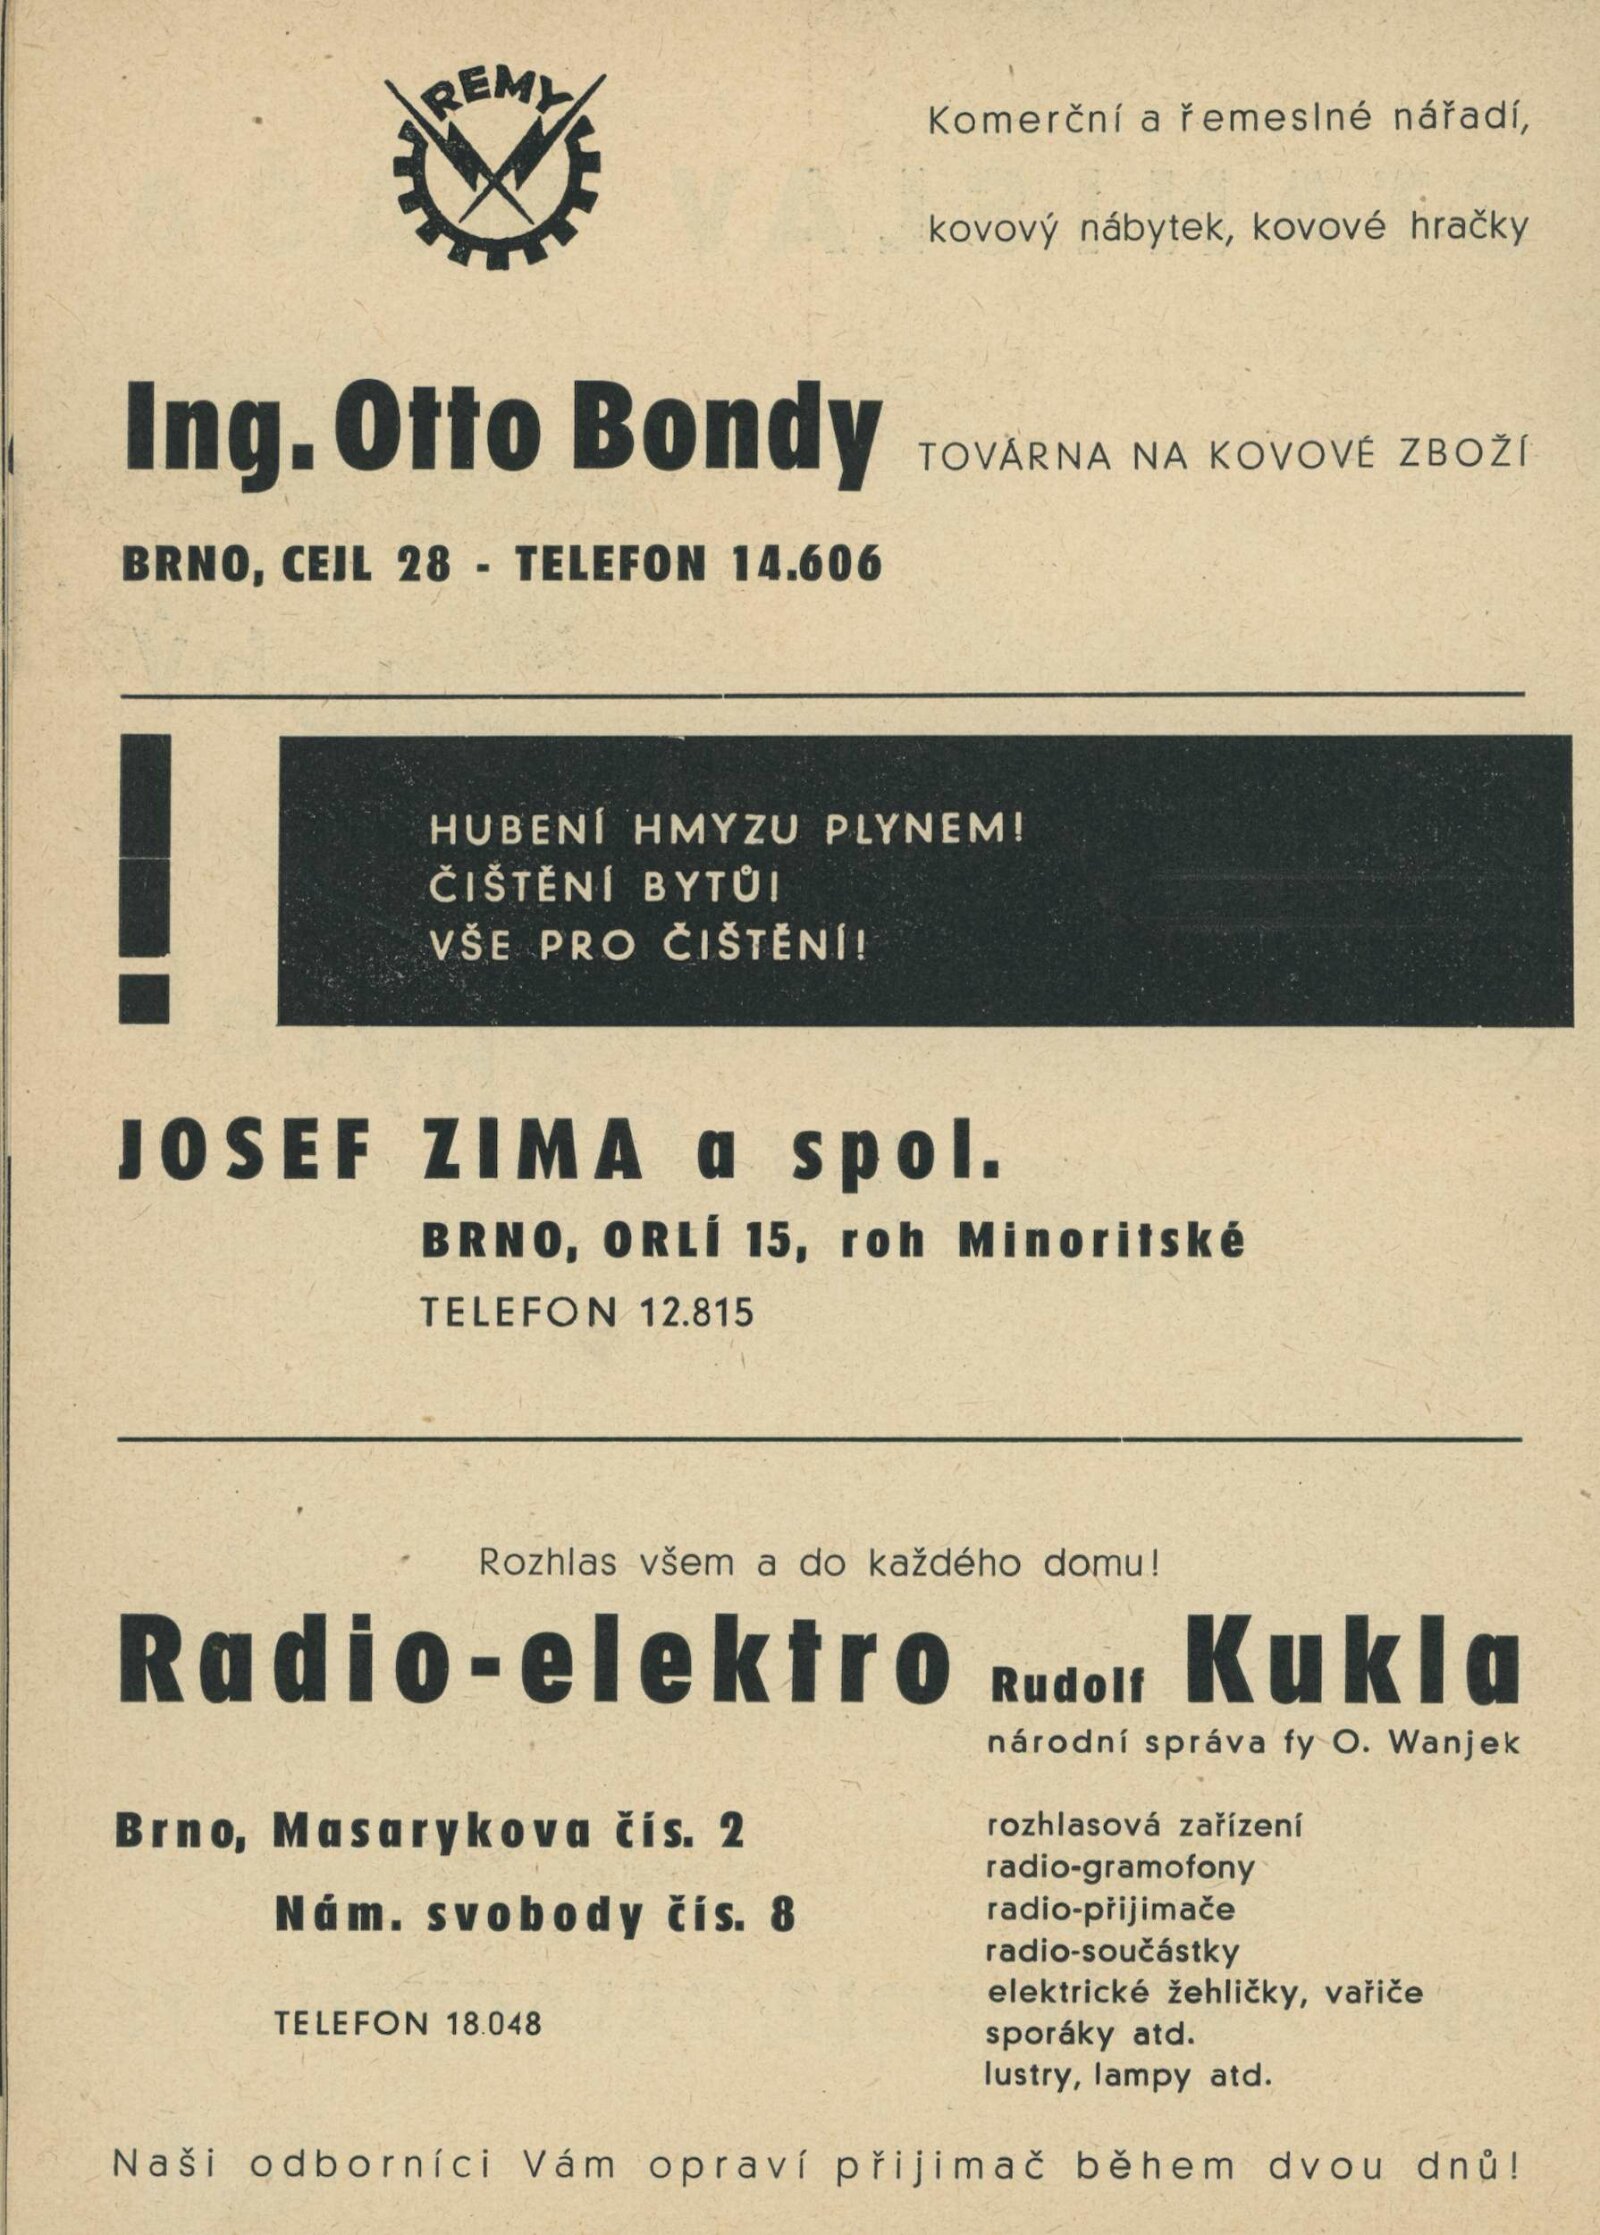 REMY
Komerční a řemeslné nářadí,
kovový nábytek, kovové hračky
Ing. Otto Bondy TOVÁRNA NA KOVOVÉ ZBOŽÍ
BRNO, CEJL 28 - TELEFON 14.606
!
HUBENÍ HMYZU PLYNEM!
ČIŠTĚNÍ BYTŮ!
VŠE PRO ČIŠTĚNÍ!
JOSEF ZIMA a spol.
BRNO, ORLÍ 15, roh Minoritské
TELEFON 12.815
Rozhlas všem a do každého domu!
Radio-elektro Rudolf Kukla
národní správa fy O. Wanjek
Brno, Masarykova čís. 2
Nám. svobody čís. 8
TELEFON 18.048
rozhlasová zařízení
radio-gramofony
radio-přijimače
radio-součástky
elektrické žehličky, vařiče
sporáky atd.
lustry, lampy atd.
Naši odborníci Vám opraví přijimač během dvou dnů!